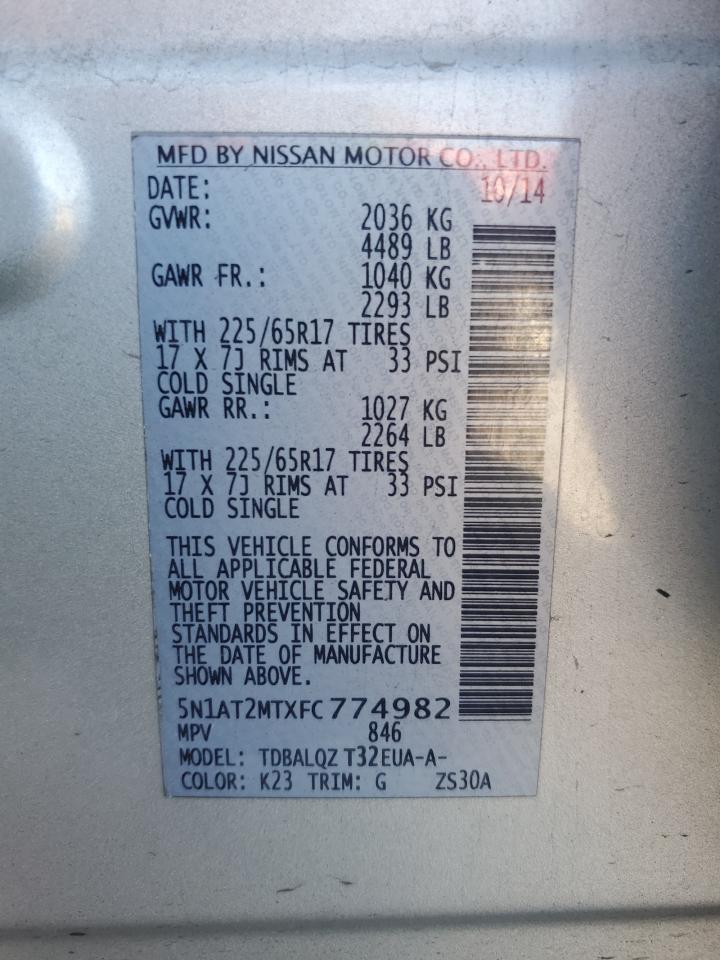 MFD BY NISSAN MOTOR CO., LTD.
DATE: 10/14
GVWR: 2036 KG
4489 LB
GAWR FR.: 1040 KG
2293 LB
WITH 225/65R17 TIRES
17 X 7J RIMS AT 33 PSI
COLD SINGLE
GAWR RR.: 1027 KG
2264 LB
WITH 225/65R17 TIRES
17 X 7J RIMS AT 33 PSI
COLD SINGLE
THIS VEHICLE CONFORMS TO
ALL APPLICABLE FEDERAL
MOTOR VEHICLE SAFETY AND
THEFT PREVENTION
STANDARDS IN EFFECT ON
THE DATE OF MANUFACTURE
SHOWN ABOVE.
5N1AT2MTXFC774982
MPV 846
MODEL: TDBALQZ T32EUA-A-
COLOR: K23 TRIM: G ZS30A